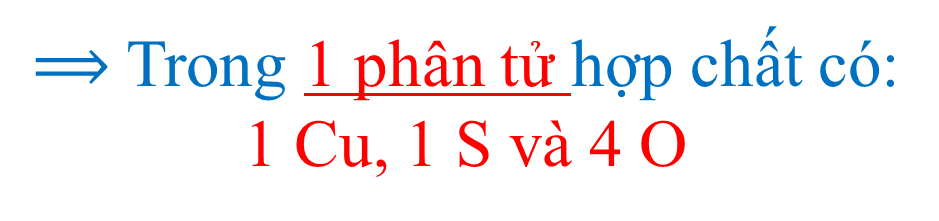 ⟹ Trong 1 phân tử hợp chất có:
1 Cu, 1 S và 4 O